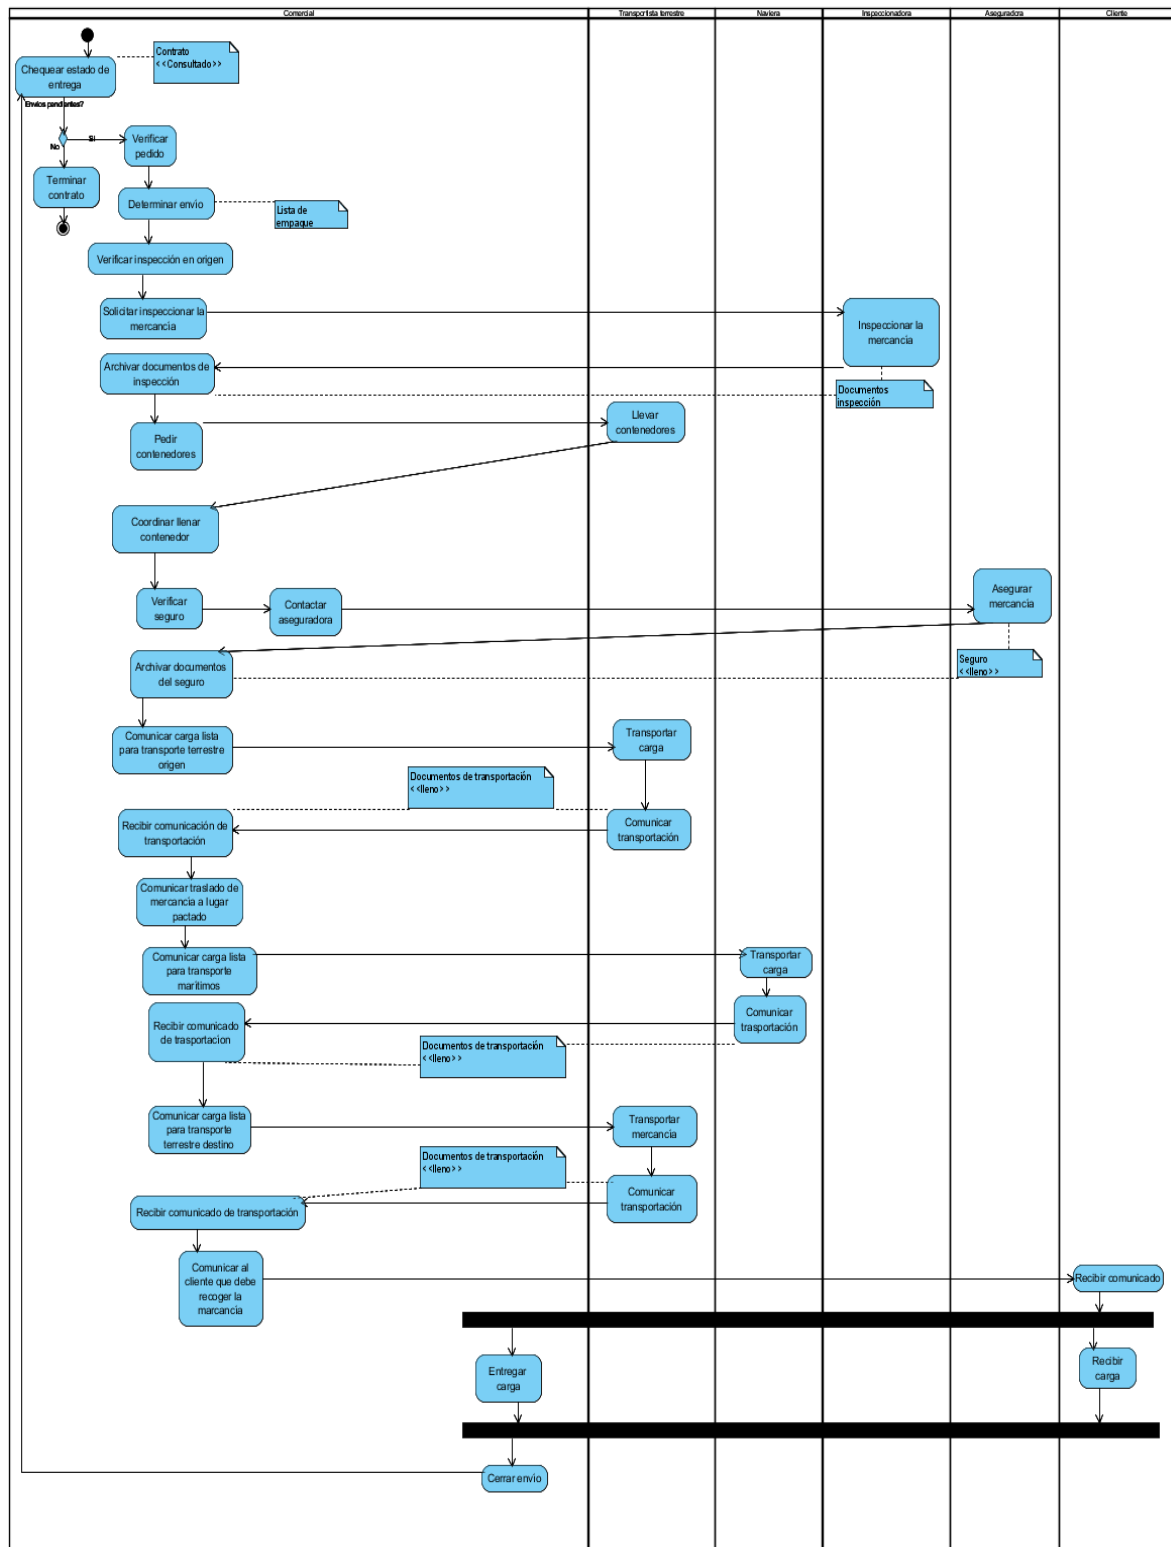 Comercial
Transportista terrestre
Naviera
Inspeccionadora
Aseguradora
Cliente
Contrato
<<Consultado>>
Chequear estado de
entrega
Envios pendientes?
Si
No
Verificar
pedido
Terminar
contrato
Determinar envio
Lista de
empaque
Verificar inspección en origen
Solicitar inspeccionar la
mercancía
Inspeccionar la
mercancía
Archivar documentos de
inspección
Documentos
inspección
Llevar
contenedores
Pedir
contenedores
Coordinar llenar
contenedor
Asegurar
mercancía
Verificar
seguro
Contactar
aseguradora
Archivar documentos
del seguro
Seguro
<<lleno>>
Comunicar carga lista
para transporte terrestre
origen
Transportar
carga
Documentos de transportación
<<lleno>>
Recibir comunicación de
transportación
Comunicar
transportación
Comunicar traslado de
mercancía a lugar
pactado
Comunicar carga lista
para transporte
marítimos
Transportar
carga
Recibir comunicado
de trasportacion
Comunicar
trasportación
Documentos de transportación
<<lleno>>
Comunicar carga lista
para transporte
terrestre destino
Transportar
mercancía
Documentos de transportación
<<lleno>>
Comunicar
transportación
Recibir comunicado de transportación
Comunicar al
cliente que debe
recoger la
marcancía
Recibir comunicado
Entregar
carga
Recibir
carga
Cerrar envio